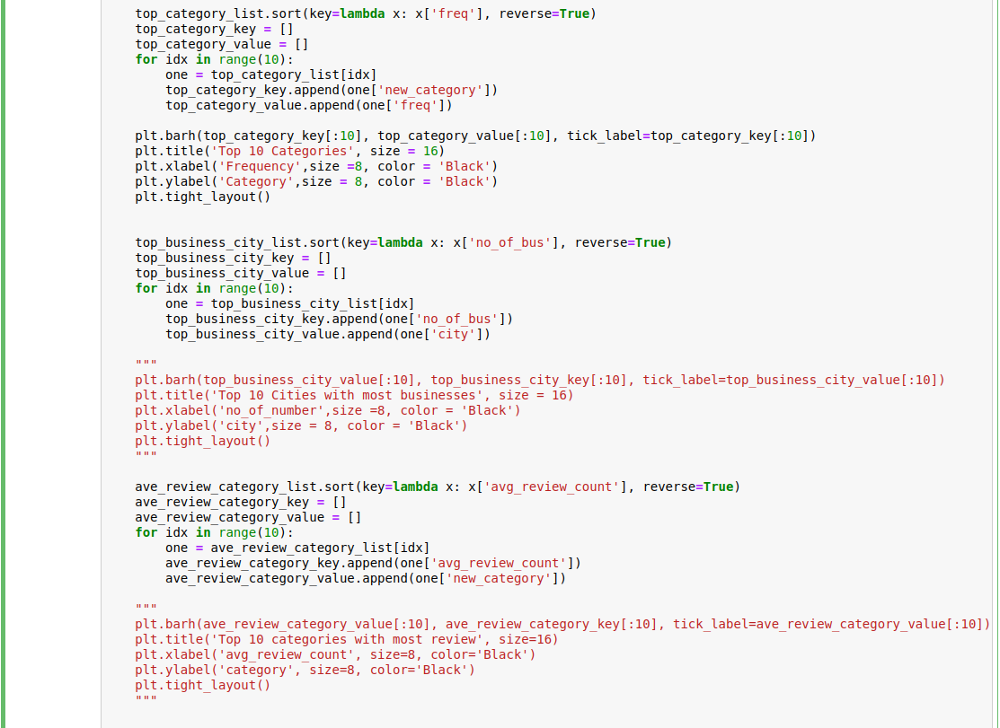 top_category_list.sort(key=lambda x: x['freq'], reverse=True)
top_category_key = []
top_category_value = []
for idx in range(10):
    one = top_category_list[idx]
    top_category_key.append(one['new_category'])
    top_category_value.append(one['freq'])

plt.barh(top_category_key[:10], top_category_value[:10], tick_label=top_category_key[:10])
plt.title('Top 10 Categories', size = 16)
plt.xlabel('Frequency',size =8, color = 'Black')
plt.ylabel('Category',size = 8, color = 'Black')
plt.tight_layout()

top_business_city_list.sort(key=lambda x: x['no_of_bus'], reverse=True)
top_business_city_key = []
top_business_city_value = []
for idx in range(10):
    one = top_business_city_list[idx]
    top_business_city_key.append(one['no_of_bus'])
    top_business_city_value.append(one['city'])

"""
plt.barh(top_business_city_value[:10], top_business_city_key[:10], tick_label=top_business_city_value[:10])
plt.title('Top 10 Cities with most businesses', size = 16)
plt.xlabel('no_of_number',size =8, color = 'Black')
plt.ylabel('city',size = 8, color = 'Black')
plt.tight_layout()
"""

ave_review_category_list.sort(key=lambda x: x['avg_review_count'], reverse=True)
ave_review_category_key = []
ave_review_category_value = []
for idx in range(10):
    one = ave_review_category_list[idx]
    ave_review_category_key.append(one['avg_review_count'])
    ave_review_category_value.append(one['new_category'])

"""
plt.barh(ave_review_category_value[:10], ave_review_category_key[:10], tick_label=ave_review_category_value[:10])
plt.title('Top 10 categories with most review', size=16)
plt.xlabel('avg_review_count', size=8, color='Black')
plt.ylabel('category', size=8, color='Black')
plt.tight_layout()
"""